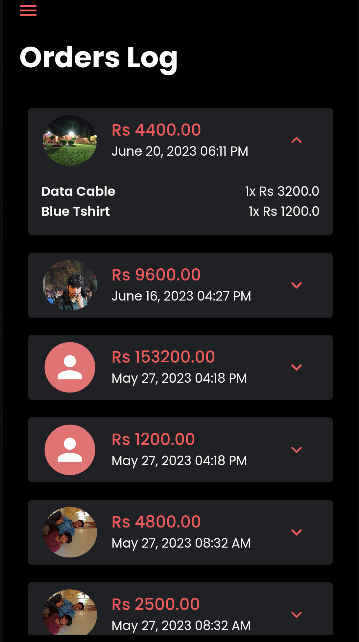 Orders Log
Rs 4400.00
June 20, 2023 06:11 PM
Data Cable 1x Rs 3200.0
Blue Tshirt 1x Rs 1200.0
Rs 9600.00
June 16, 2023 04:27 PM
Rs 153200.00
May 27, 2023 04:18 PM
Rs 1200.00
May 27, 2023 04:18 PM
Rs 4800.00
May 27, 2023 08:32 AM
Rs 2500.00
May 27, 2023 08:32 AM